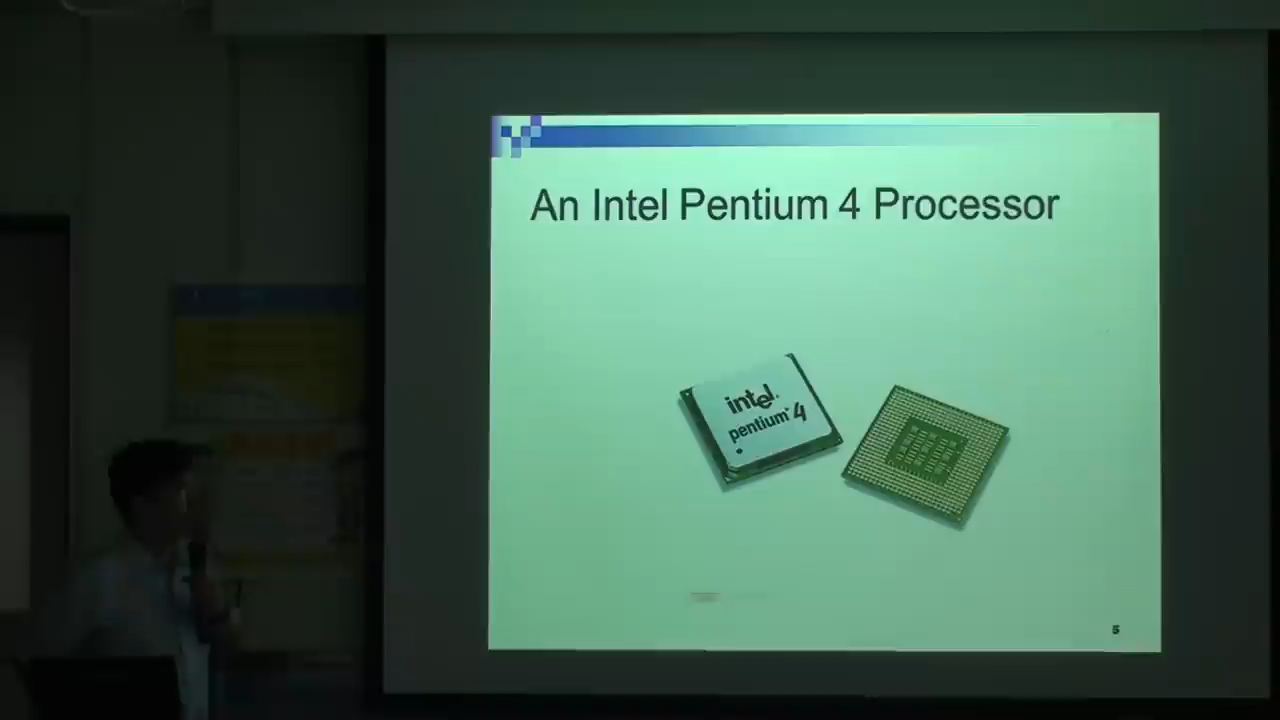 An Intel Pentium 4 Processor
intel.
pentium 4
5